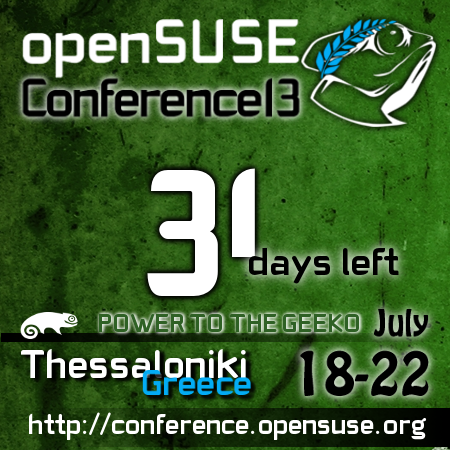 openSUSE
Conference13
31
days left
POWER TO THE GEEKO
July
Thessaloniki
Greece
18-22
http://conference.opensuse.org